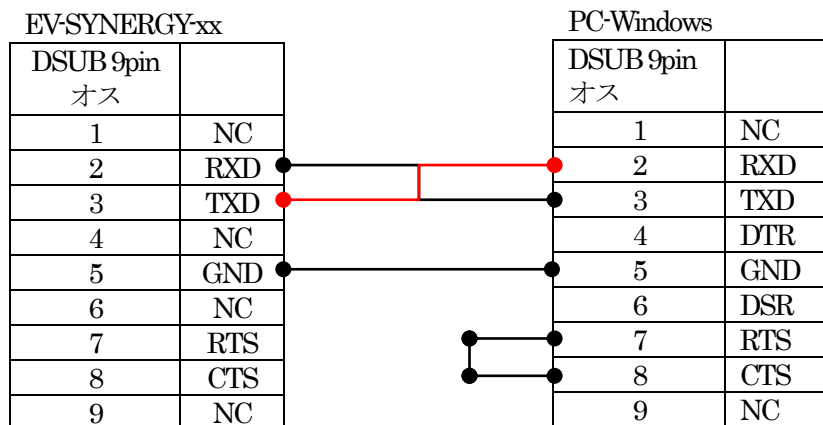 EV-SYNERGY-xx
DSUB 9pin
オス
1 NC
2 RXD
3 TXD
4 NC
5 GND
6 NC
7 RTS
8 CTS
9 NC
PC-Windows
DSUB 9pin
オス
1 NC
2 RXD
3 TXD
4 DTR
5 GND
6 DSR
7 RTS
8 CTS
9 NC